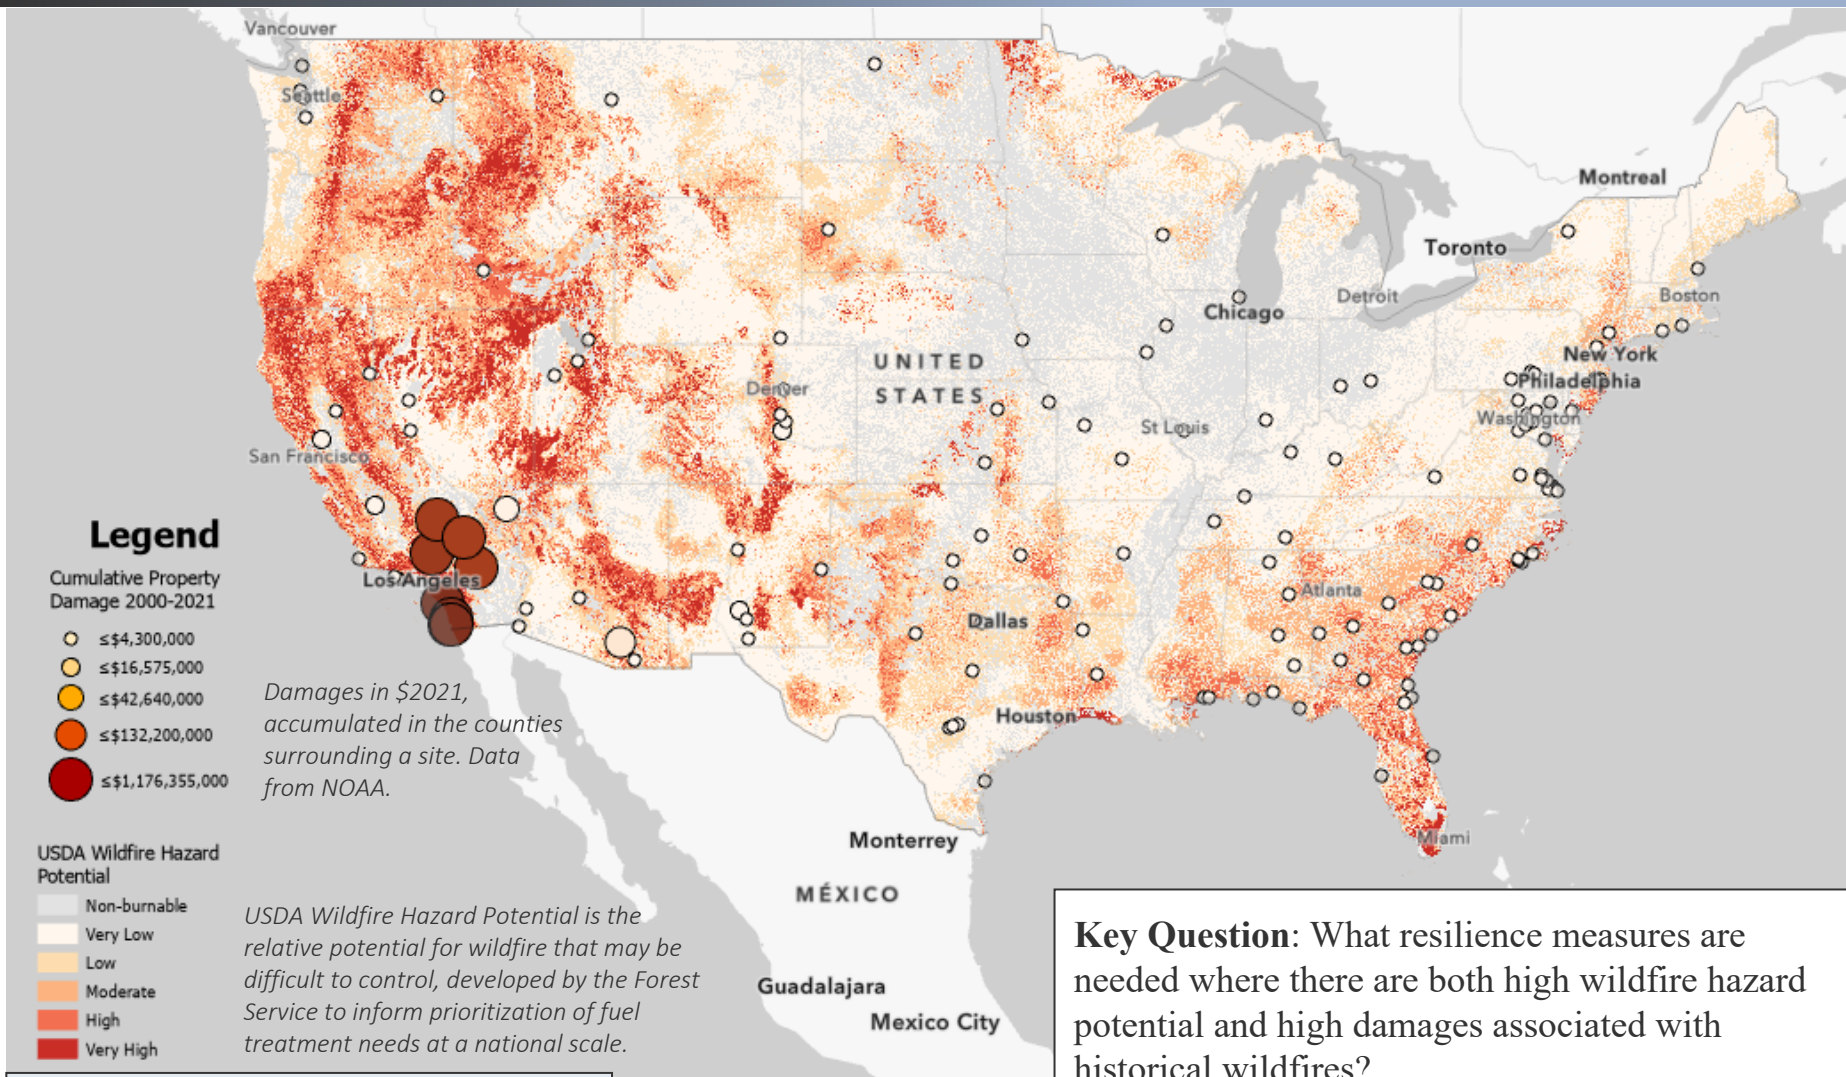 Vancouver
Seattle
Montreal
Toronto
Boston
Detroit
Chicago
New York
UNITED
STATES
Denver
Philadelphia
Washington
St Louis
San Francisco
Los Angeles
Atlanta
Dallas
Houston
Miami
Monterrey
MÉXICO
Guadalajara
Mexico City
Legend
Cumulative Property
Damage 2000-2021
≤$4,300,000
≤$16,575,000
≤$42,640,000
≤$132,200,000
≤$1,176,355,000
Damages in $2021,
accumulated in the counties
surrounding a site. Data
from NOAA.
USDA Wildfire Hazard
Potential
Non-burnable
Very Low
Low
Moderate
High
Very High
USDA Wildfire Hazard Potential is the
relative potential for wildfire that may be
difficult to control, developed by the Forest
Service to inform prioritization of fuel
treatment needs at a national scale.
Key Question: What resilience measures are
needed where there are both high wildfire hazard
potential and high damages associated with
historical wildfires?